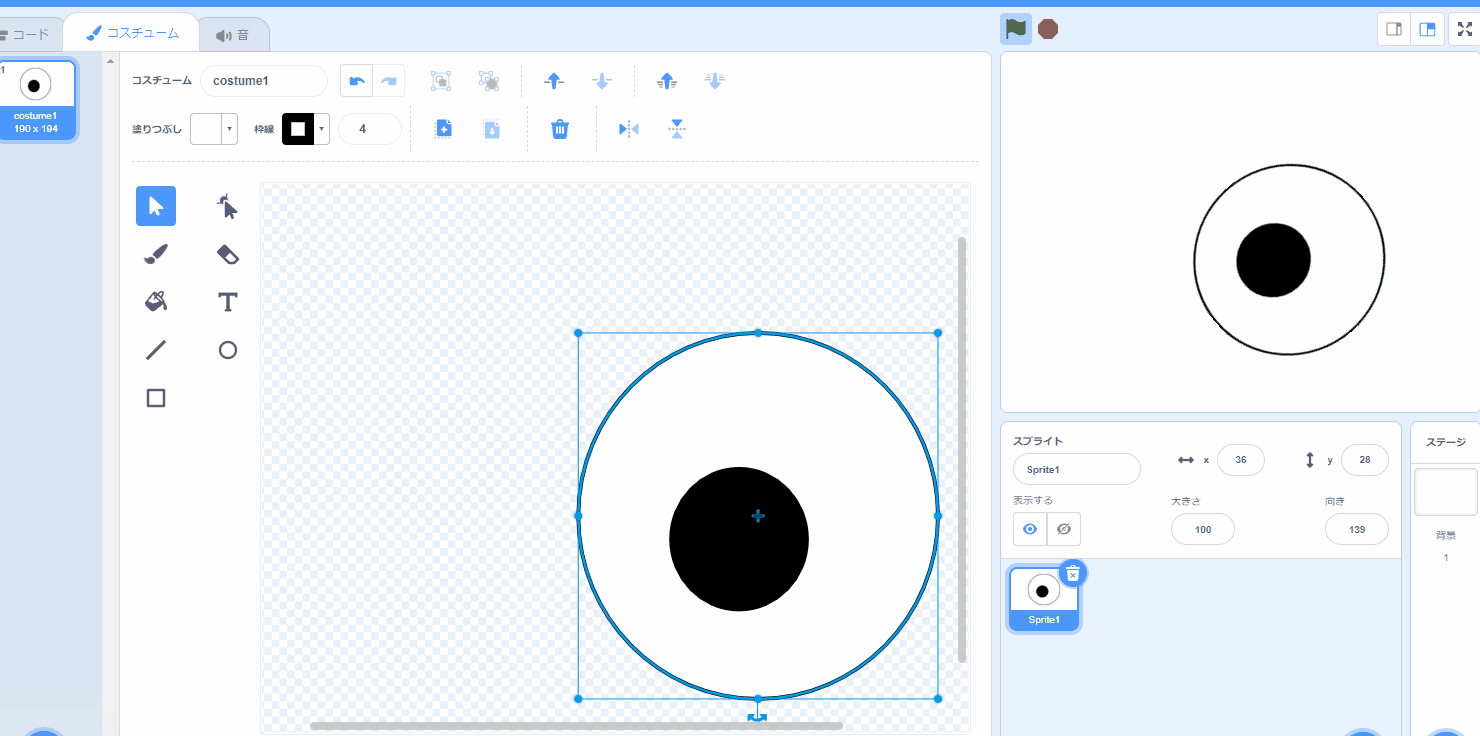 コード
コスチューム
音
1
costume1
190 x 194
コスチューム
costume1
塗りつぶし
枠線
4
T
スプライト
Sprite1
x
36
y
28
表示する
大きさ
100
向き
139
Sprite1
ステージ
背景
1